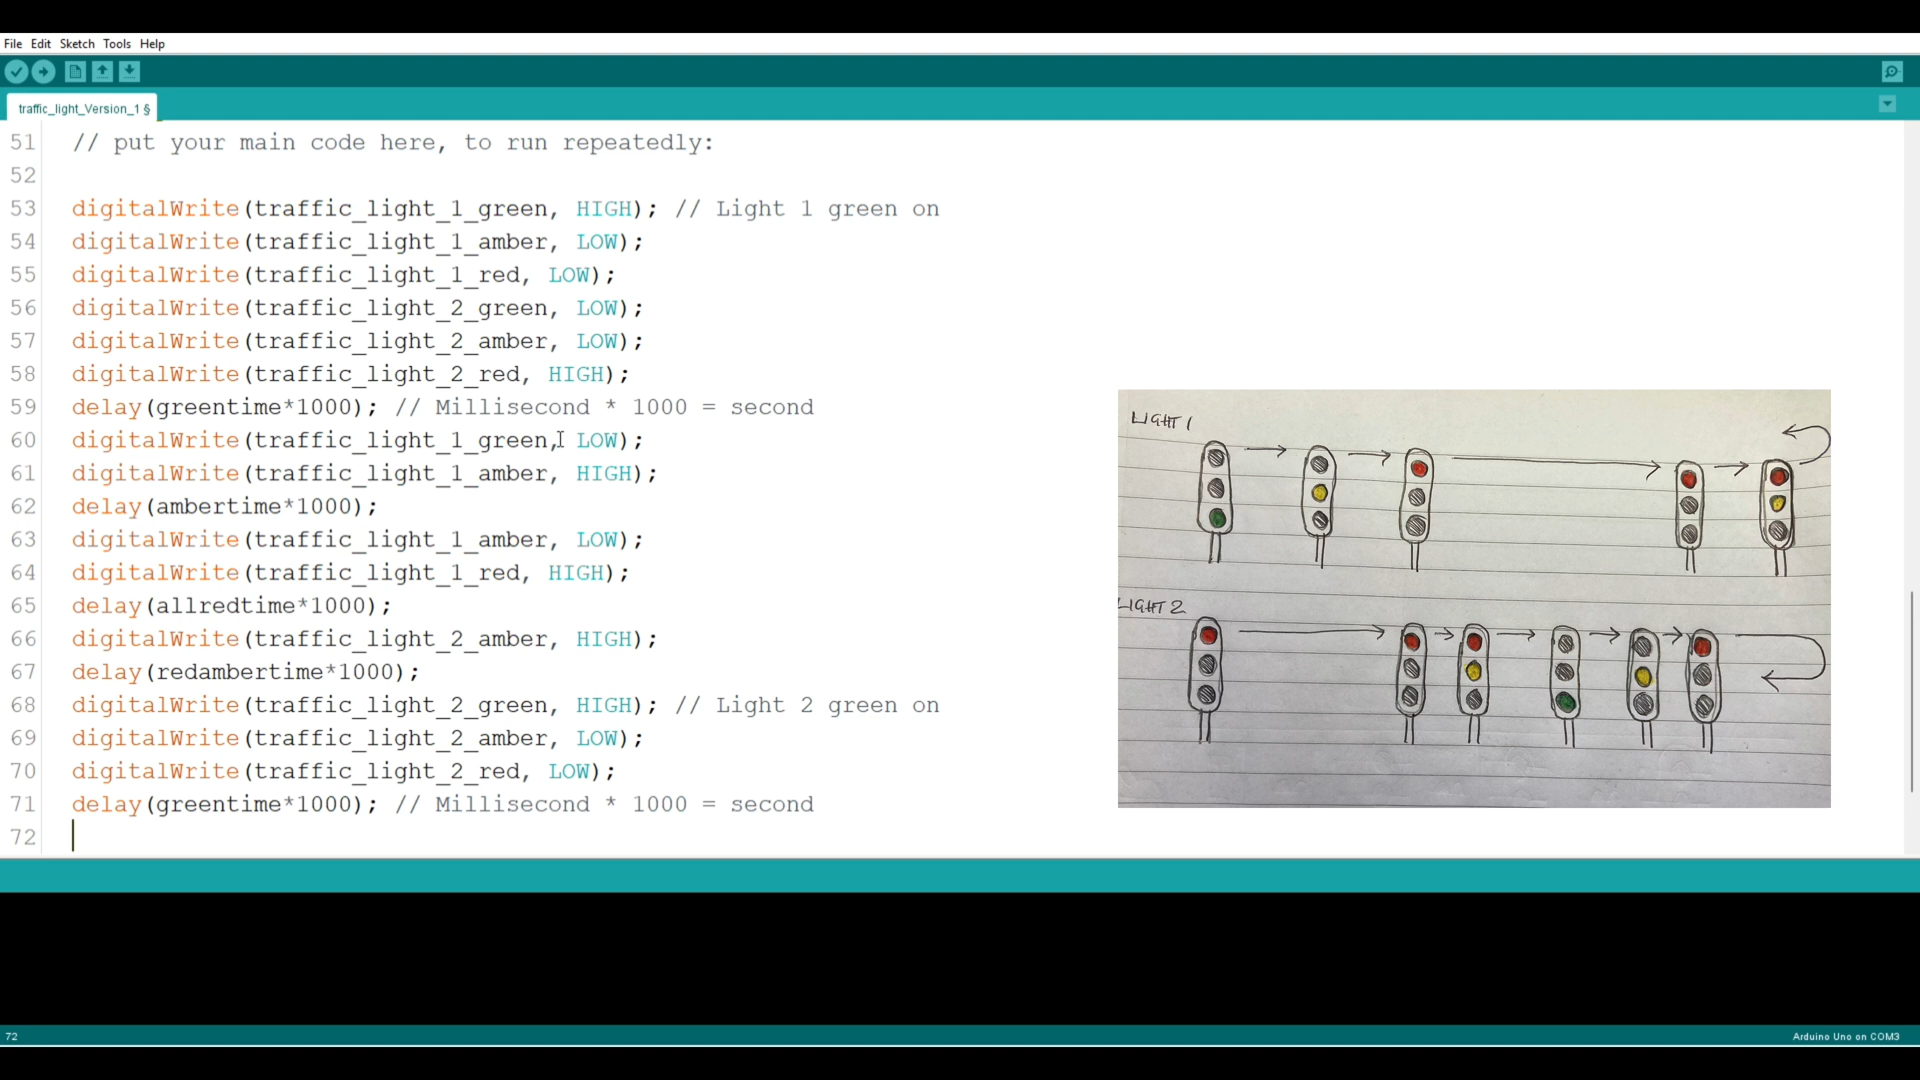 File Edit Sketch Tools Help
traffic_light_Version_1 §
51 // put your main code here, to run repeatedly:
52
53 digitalWrite(traffic_light_1_green, HIGH); // Light 1 green on
54 digitalWrite(traffic_light_1_amber, LOW);
55 digitalWrite(traffic_light_1_red, LOW);
56 digitalWrite(traffic_light_2_green, LOW);
57 digitalWrite(traffic_light_2_amber, LOW);
58 digitalWrite(traffic_light_2_red, HIGH);
59 delay(greentime*1000); // Millisecond * 1000 = second
60 digitalWrite(traffic_light_1_green, LOW);
61 digitalWrite(traffic_light_1_amber, HIGH);
62 delay(ambertime*1000);
63 digitalWrite(traffic_light_1_amber, LOW);
64 digitalWrite(traffic_light_1_red, HIGH);
65 delay(allredtime*1000);
66 digitalWrite(traffic_light_2_amber, HIGH);
67 delay(redambertime*1000);
68 digitalWrite(traffic_light_2_green, HIGH); // Light 2 green on
69 digitalWrite(traffic_light_2_amber, LOW);
70 digitalWrite(traffic_light_2_red, LOW);
71 delay(greentime*1000); // Millisecond * 1000 = second
72
LIGHT 1
LIGHT 2
72
Arduino Uno on COM3